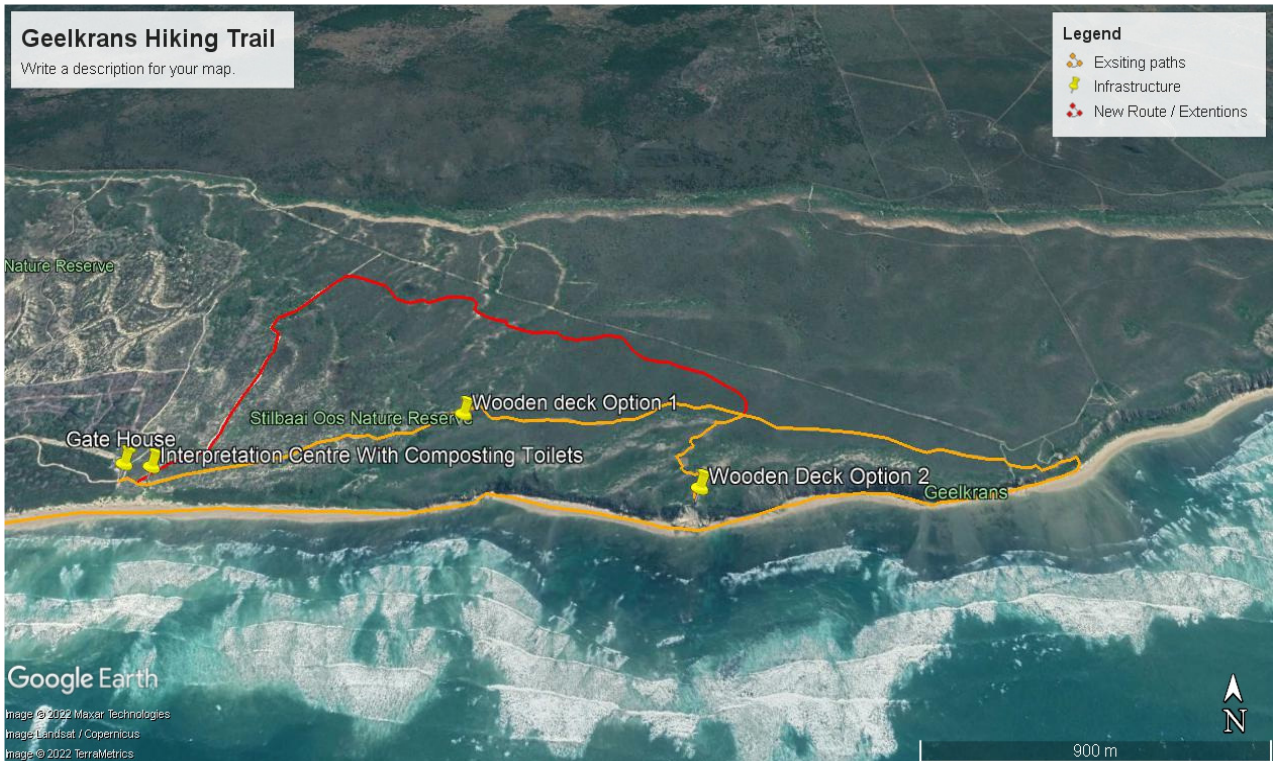 Geelkrans Hiking Trail
Write a description for your map.
Legend
Exsiting paths
Infrastructure
New Route / Extentions
Nature Reserve
Wooden deck Option 1
Stilbaai Oos Nature Reserve
Gate House
Interpretation Centre With Composting Toilets
Wooden Deck Option 2
Geelkrans
Google Earth
Image © 2022 Maxar Technologies
Image Landsat / Copernicus
Image © 2022 TerraMetrics
N
900 m